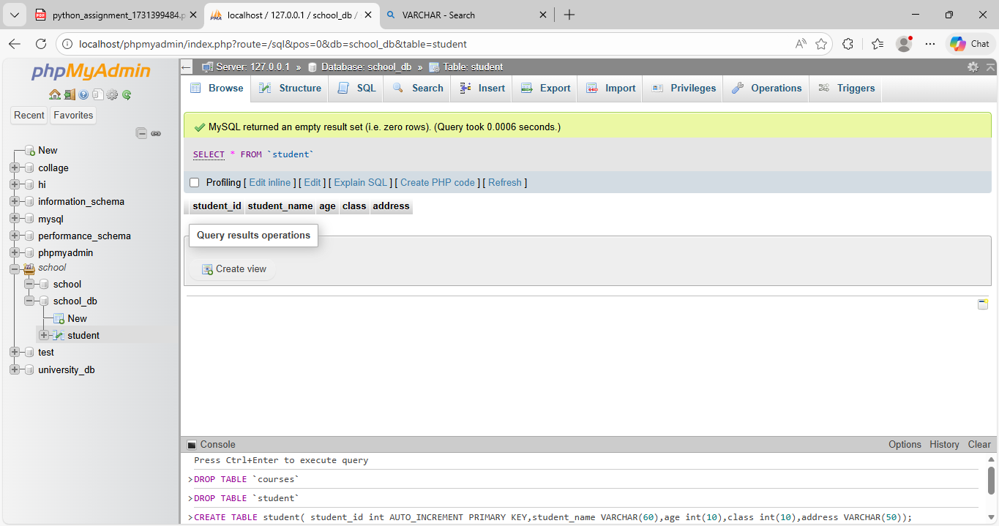 python_assignment_1731399484.p
localhost / 127.0.0.1 / school_db /
VARCHAR - Search
localhost/phpmyadmin/index.php?route=/sql&pos=0&db=school_db&table=student
Chat
phpMyAdmin
Recent
Favorites
New
collage
hi
information_schema
mysql
performance_schema
phpmyadmin
school
school
school_db
New
student
test
university_db
Server: 127.0.0.1 » Database: school_db » Table: student
Browse Structure SQL Search Insert Export Import Privileges Operations Triggers
MySQL returned an empty result set (i.e. zero rows). (Query took 0.0006 seconds.)
SELECT * FROM `student`
Profiling [ Edit inline ] [ Edit ] [ Explain SQL ] [ Create PHP code ] [ Refresh ]
student_id student_name age class address
Query results operations
Create view
Console
Options History Clear
Press Ctrl+Enter to execute query
>DROP TABLE `courses`
>DROP TABLE `student`
>CREATE TABLE student( student_id int AUTO_INCREMENT PRIMARY KEY,student_name VARCHAR(60),age int(10),class int(10),address VARCHAR(50));